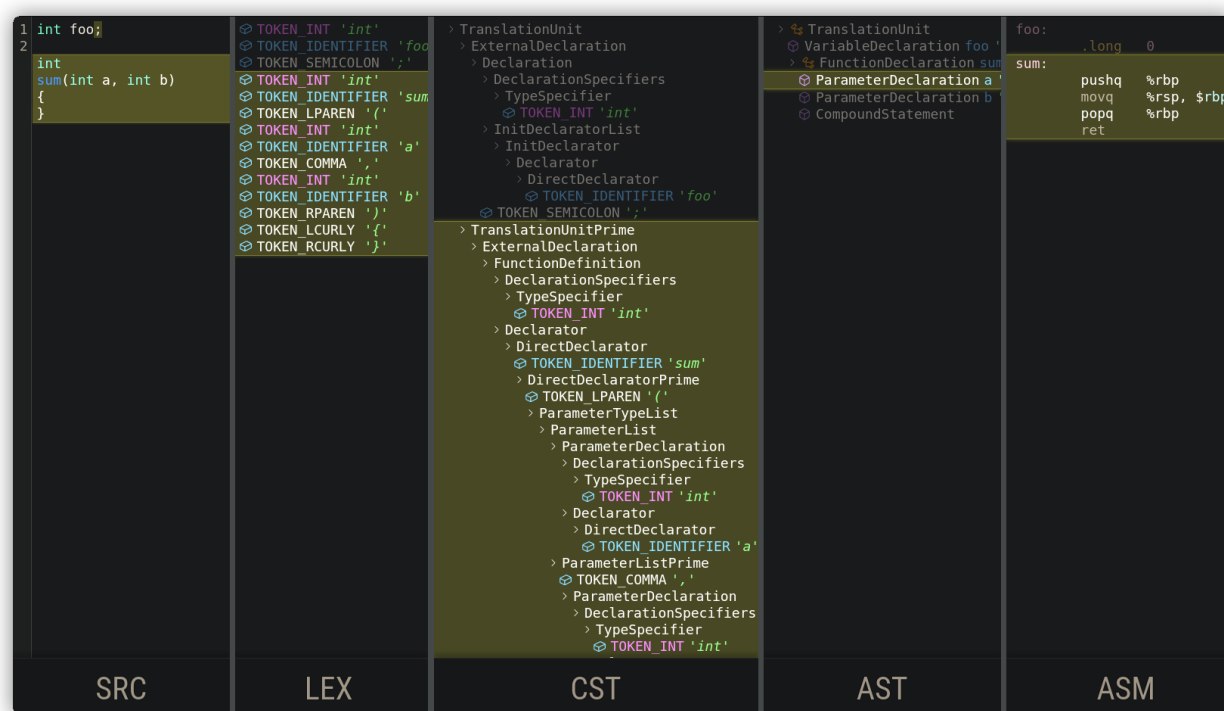 1 int foo;
2
int
sum(int a, int b)
{
}
TOKEN_INT 'int'
TOKEN_IDENTIFIER 'foo
TOKEN_SEMICOLON ';'
TOKEN_INT 'int'
TOKEN_IDENTIFIER 'sum
TOKEN_LPAREN '('
TOKEN_INT 'int'
TOKEN_IDENTIFIER 'a'
TOKEN_COMMA ','
TOKEN_INT 'int'
TOKEN_IDENTIFIER 'b'
TOKEN_RPAREN ')'
TOKEN_LCURLY '{'
TOKEN_RCURLY '}'
TranslationUnit
ExternalDeclaration
Declaration
DeclarationSpecifiers
TypeSpecifier
TOKEN_INT 'int'
InitDeclaratorList
InitDeclarator
Declarator
DirectDeclarator
TOKEN_IDENTIFIER 'foo'
TOKEN_SEMICOLON ';'
TranslationUnitPrime
ExternalDeclaration
FunctionDefinition
DeclarationSpecifiers
TypeSpecifier
TOKEN_INT 'int'
Declarator
DirectDeclarator
TOKEN_IDENTIFIER 'sum'
DirectDeclaratorPrime
TOKEN_LPAREN '('
ParameterTypeList
ParameterList
ParameterDeclaration
DeclarationSpecifiers
TypeSpecifier
TOKEN_INT 'int'
Declarator
DirectDeclarator
TOKEN_IDENTIFIER 'a'
ParameterListPrime
TOKEN_COMMA ','
ParameterDeclaration
DeclarationSpecifiers
TypeSpecifier
TOKEN_INT 'int'
TranslationUnit
VariableDeclaration foo '
FunctionDeclaration sum
ParameterDeclaration a '
ParameterDeclaration b '
CompoundStatement
foo:
.long 0
sum:
pushq %rbp
movq %rsp, $rbp
popq %rbp
ret
SRC
LEX
CST
AST
ASM